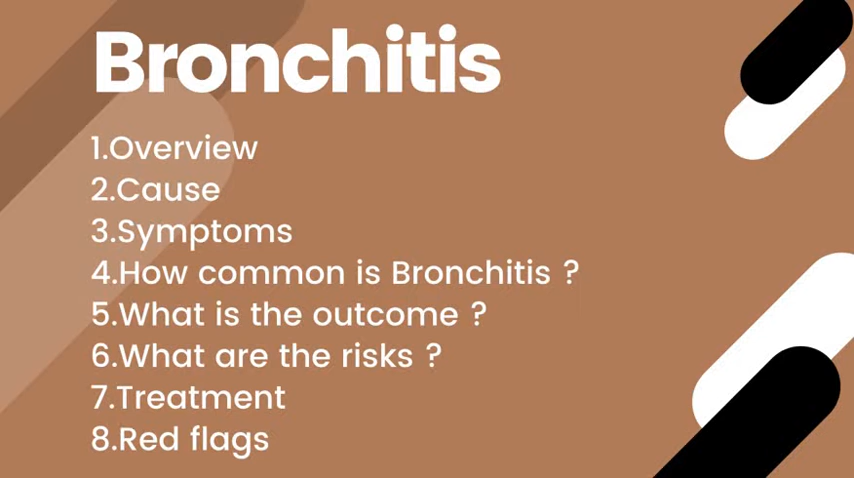 Bronchitis
1.Overview
2.Cause
3.Symptoms
4.How common is Bronchitis ?
5.What is the outcome ?
6.What are the risks ?
7.Treatment
8.Red flags